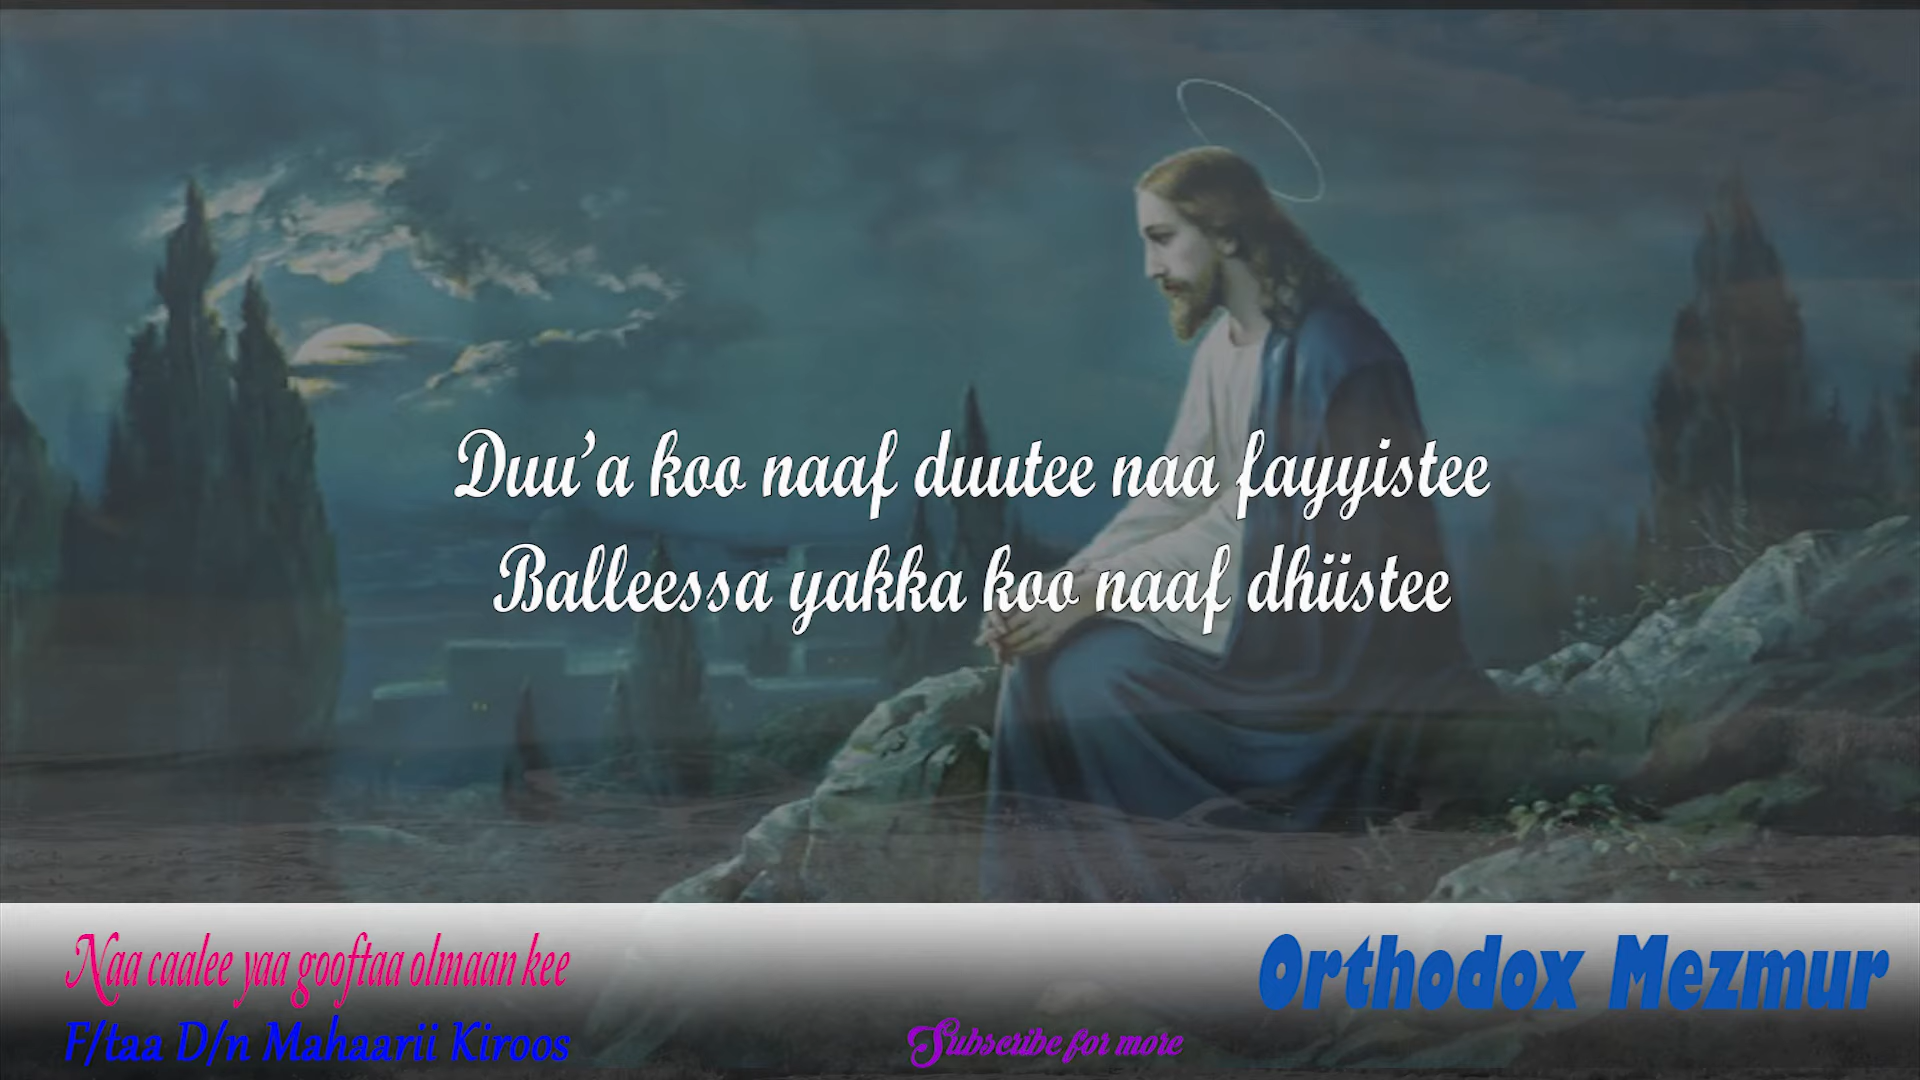 Duu'a koo naaf duutee naa fayyistee
Balleessa yakka koo naaf dhiistee
Naa caalee yaa gooftaa olmaan kee
F/taa D/n Mahaarii Kiroos
Subscribe for more
Orthodox Mezmur